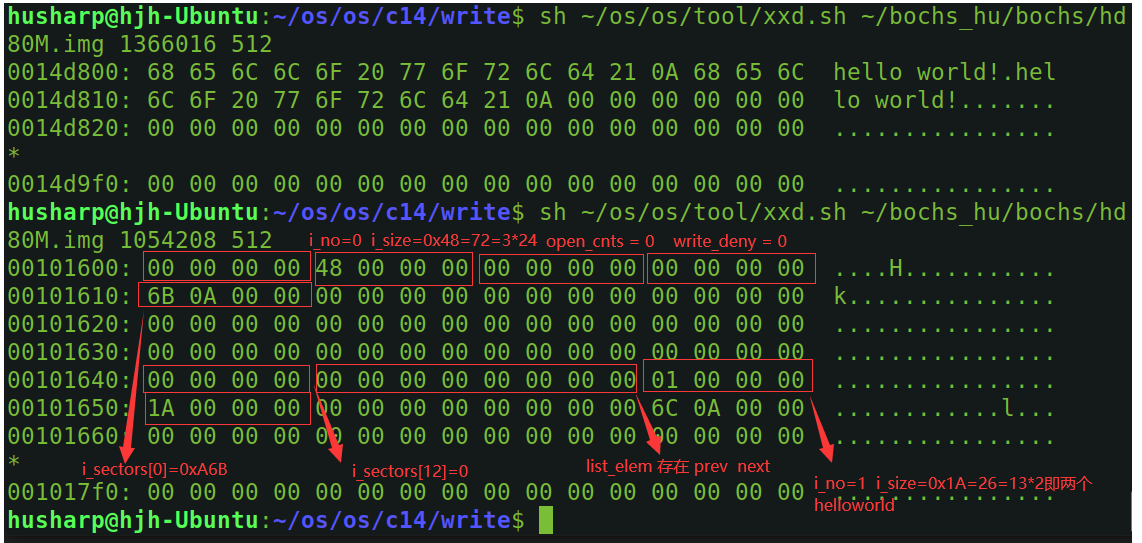 husharp@hjh-Ubuntu:~/os/os/c14/write$ sh ~/os/os/tool/xxd.sh ~/bochs_hu/bochs/hd
80M.img 1366016 512
0014d800: 68 65 6C 6C 6F 20 77 6F 72 6C 64 21 0A 68 65 6C  hello world!.hel
0014d810: 6C 6F 20 77 6F 72 6C 64 21 0A 00 00 00 00 00 00  lo world!.......
0014d820: 00 00 00 00 00 00 00 00 00 00 00 00 00 00 00 00  ................
*
0014d9f0: 00 00 00 00 00 00 00 00 00 00 00 00 00 00 00 00  ................
husharp@hjh-Ubuntu:~/os/os/c14/write$ sh ~/os/os/tool/xxd.sh ~/bochs_hu/bochs/hd
80M.img 1054208 512 i_no=0 i_size=0x48=72=3*24 open_cnts = 0 write_deny = 0
00101600: 00 00 00 00 48 00 00 00 00 00 00 00 00 00 00 00  ....H...........
00101610: 6B 0A 00 00 00 00 00 00 00 00 00 00 00 00 00 00  k...............
00101620: 00 00 00 00 00 00 00 00 00 00 00 00 00 00 00 00  ................
00101630: 00 00 00 00 00 00 00 00 00 00 00 00 00 00 00 00  ................
00101640: 00 00 00 00 00 00 00 00 00 00 00 00 01 00 00 00  ................
00101650: 1A 00 00 00 00 00 00 00 00 00 00 00 6C 0A 00 00  ............l...
00101660: 00 00 00 00 00 00 00 00 00 00 00 00 00 00 00 00  ................
*
i_sectors[0]=0xA6B i_sectors[12]=0 list_elem 存在 prev next
001017f0: 00 00 00 00 00 00 00 00 00 00 00 00 00 00 00 00  ................
i_no=1 i_size=0x1A=26=13*2即两个
helloworld
husharp@hjh-Ubuntu:~/os/os/c14/write$